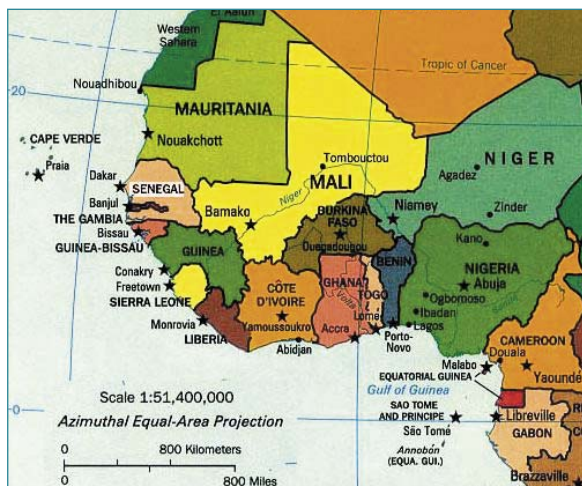 El Aaiún
Western
Sahara
Tropic of Cancer
Nouadhibou
20
MAURITANIA
Nouakchott
CAPE VERDE
Praia
Tombouctou
NIGER
Agadez
Dakar
SENEGAL
MALI
Niger
Banjul
THE GAMBIA
Bamako
Niamey
Zinder
Bissau
GUINEA-BISSAU
BURKINA
FASO
Ouagadougou
Kano
GUINEA
BENIN
NIGERIA
Abuja
Conakry
Freetown
SIERRA LEONE
CÔTE
D'IVOIRE
GHANA
TOGO
Volta
Ogbomoso
Ibadan
Monrovia
LIBERIA
Yamoussoukro
Accra
Lome
Lagos
Porto-
Novo
Abidjan
CAMEROON
Douala
Malabo
Yaoundé
EQUATORIAL GUINEA
Gulf of Guinea
Scale 1:51,400,000
Azimuthal Equal-Area Projection
0
SAO TOME
AND PRINCIPE
São Tomé
Libreville
GABON
Annobón
(EQUA. GUI.)
Brazzaville
0 800 Kilometers
0 800 Miles